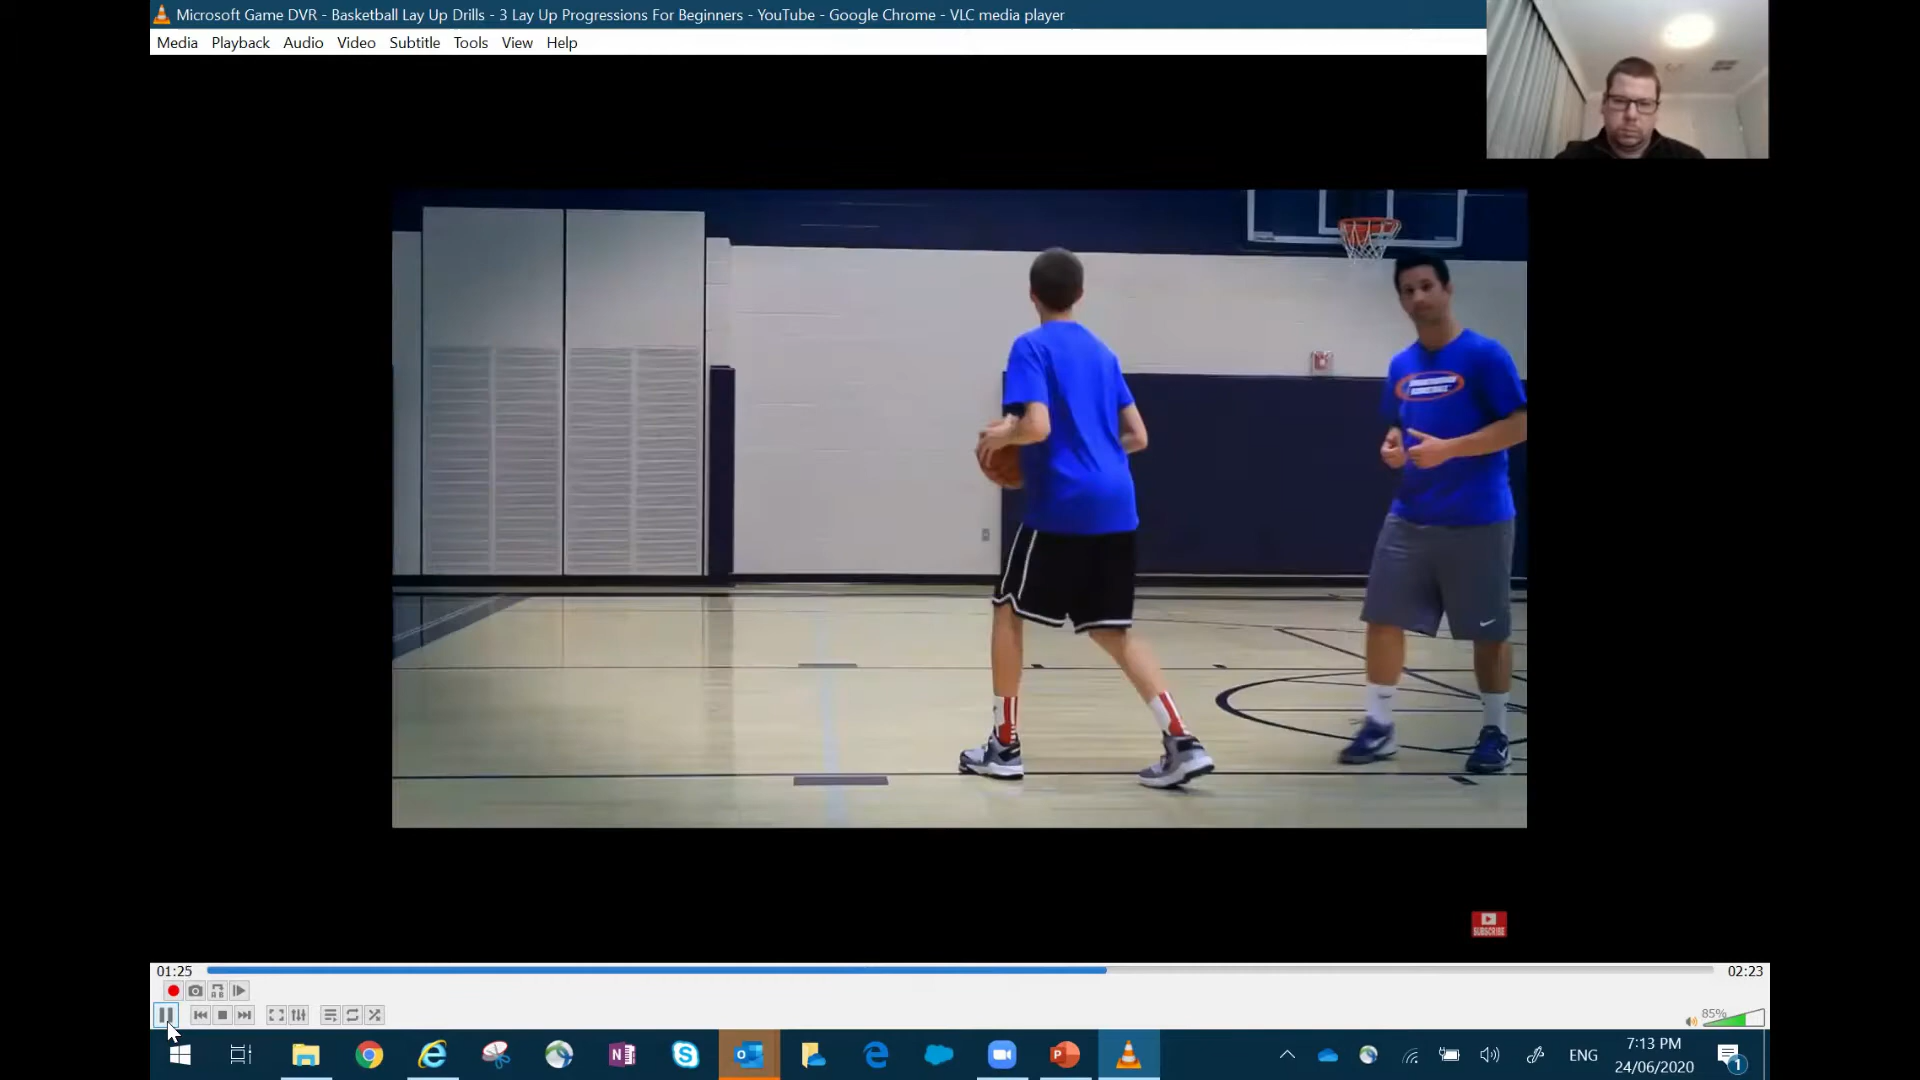 Microsoft Game DVR - Basketball Lay Up Drills - 3 Lay Up Progressions For Beginners - YouTube - Google Chrome - VLC media player
Media Playback Audio Video Subtitle Tools View Help
SUBSCRIBE
01:25
02:23
85%
7:13 PM
ENG
24/06/2020
1